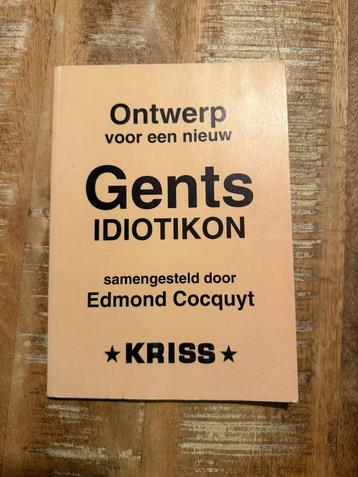 Ontwerp
voor een nieuw
Gents
IDIOTIKON
samengesteld door
Edmond Cocquyt
★ KRISS ★